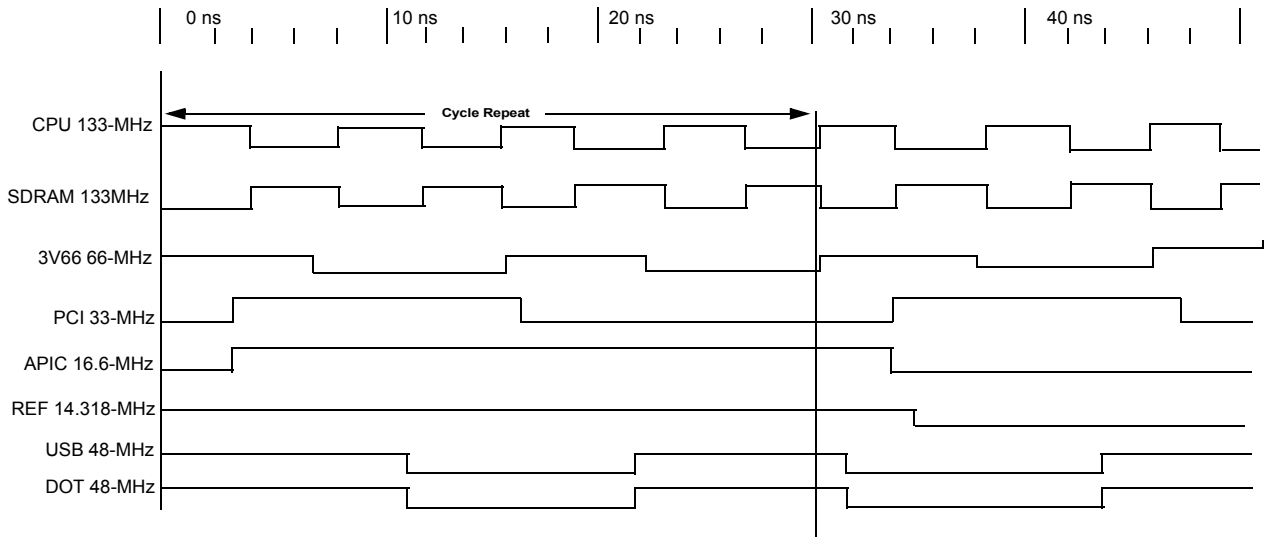 0 ns
10 ns
20 ns
30 ns
40 ns
Cycle Repeat
CPU 133-MHz
SDRAM 133MHz
3V66 66-MHz
PCI 33-MHz
APIC 16.6-MHz
REF 14.318-MHz
USB 48-MHz
DOT 48-MHz